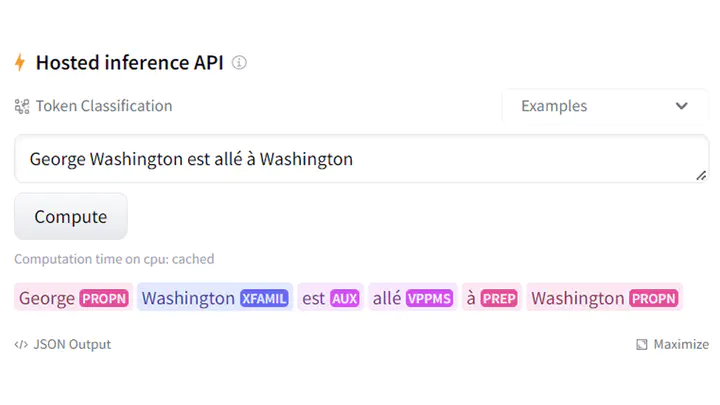 Hosted inference API
Token Classification
Examples
George Washington est allé à Washington
Compute
Computation time on cpu: cached
George PROPN Washington XFAMIL est AUX allé VPPMS à PREP Washington PROPN
</> JSON Output
Maximize